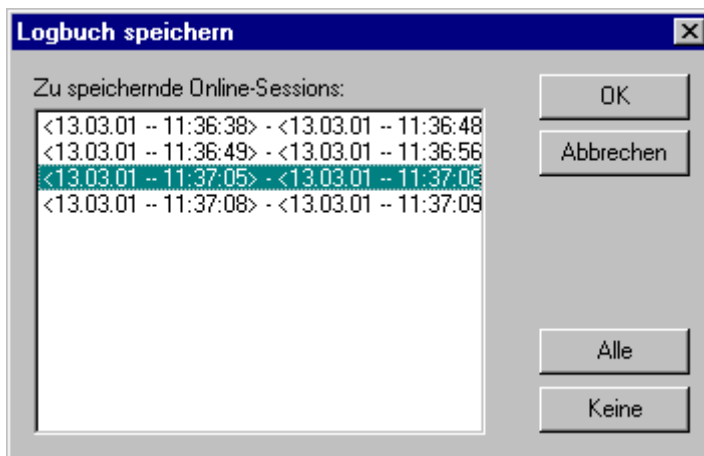 Logbuch speichern
Zu speichernde Online-Sessions:
<13.03.01 -- 11:36:38> - <13.03.01 -- 11:36:48
<13.03.01 -- 11:36:49> - <13.03.01 -- 11:36:56
<13.03.01 -- 11:37:05> - <13.03.01 -- 11:37:08
<13.03.01 -- 11:37:08> - <13.03.01 -- 11:37:09
OK
Abbrechen
Alle
Keine